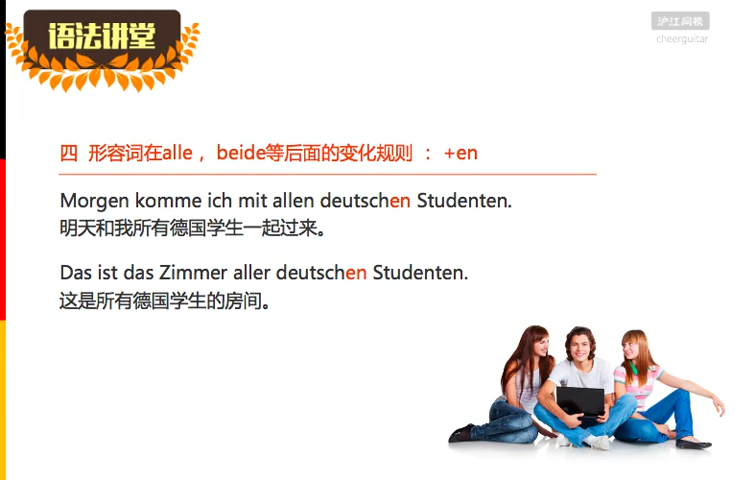 语法讲堂
沪江网校
cheerguitar
四 形容词在alle， beide等后面的变化规则 ： +en
Morgen komme ich mit allen deutschen Studenten.
明天和我所有德国学生一起过来。
Das ist das Zimmer aller deutschen Studenten.
这是所有德国学生的房间。